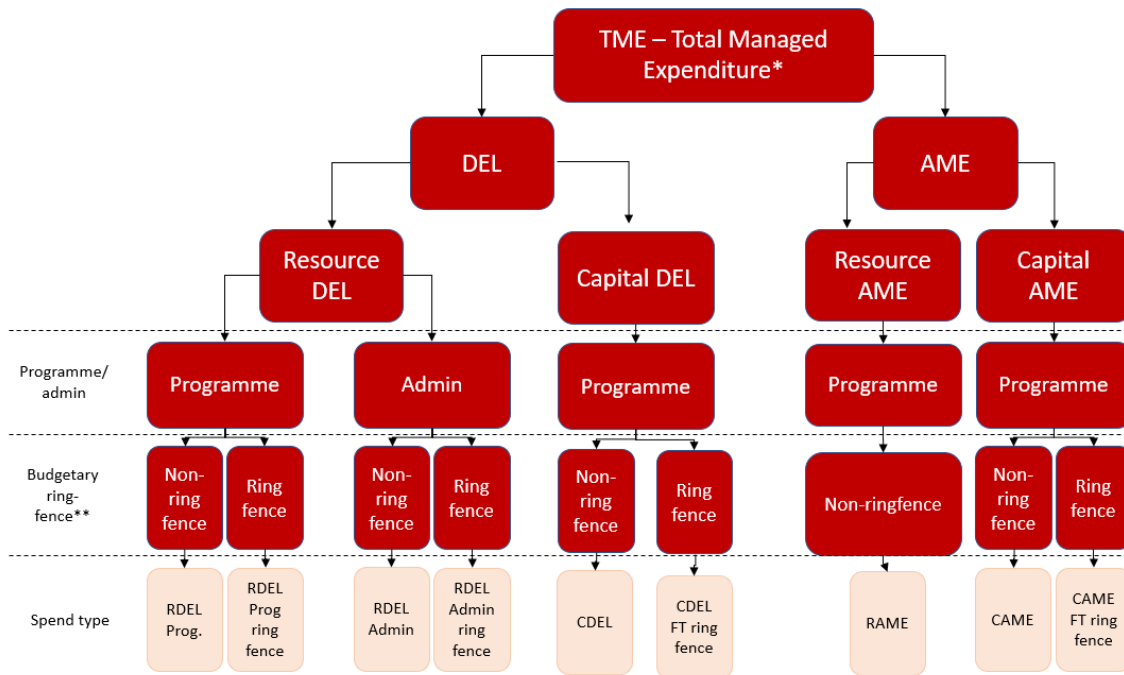 TME – Total Managed
Expenditure*
DEL
AME
Resource
DEL
Capital DEL
Resource
AME
Capital
AME
Programme/
admin
Programme
Admin
Programme
Programme
Programme
Budgetary
ring-
fence**
Non-
ring
fence
Ring
fence
Non-
ring
fence
Ring
fence
Non-
ring
fence
Ring
fence
Non-ringfence
Non-
ring
fence
Ring
fence
Spend type
RDEL
Prog.
RDEL
Prog
ring
fence
RDEL
Admin
RDEL
Admin
ring
fence
CDEL
CDEL
FT ring
fence
RAME
CAME
CAME
FT ring
fence